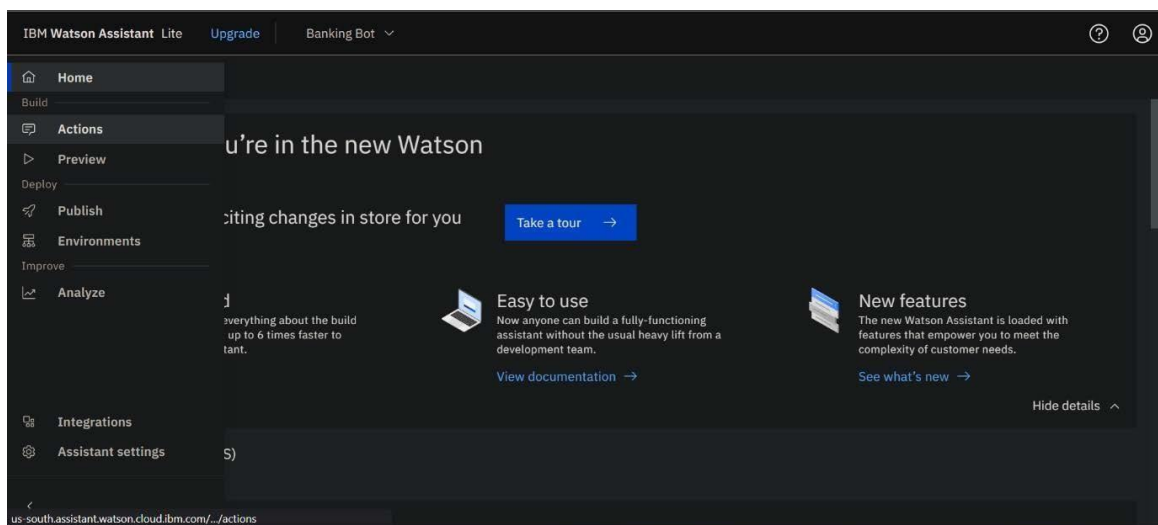 IBM Watson Assistant Lite Upgrade Banking Bot
Home
Build
Actions
Preview
Deploy
Publish
Environments
Improve
Analyze
Integrations
Assistant settings
u're in the new Watson
citing changes in store for you
Take a tour
d
everything about the build
up to 6 times faster to
tant.
Easy to use
Now anyone can build a fully-functioning
assistant without the usual heavy lift from a
development team.
View documentation →
New features
The new Watson Assistant is loaded with
features that empower you to meet the
complexity of customer needs.
See what's new →
Hide details
S)
us-south.assistant.watson.cloud.ibm.com/.../actions